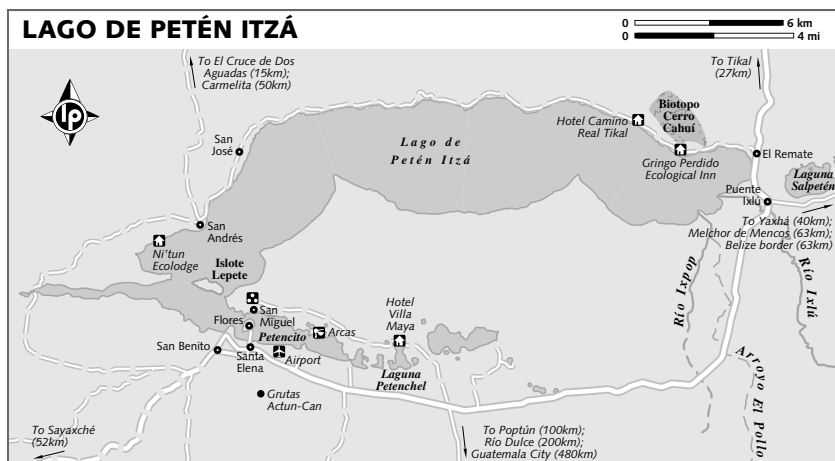 LAGO DE PETÉN ITZÁ
0 6 km
0 4 mi
To El Cruce de Dos
Aguadas (15km);
Carmelita (50km)
To Tikal
(27km)
lp
Biotopo
Cerro
Cahuí
Hotel Camino
Real Tikal
San
José
Lago de
Petén Itzá
Gringo Perdido
Ecological Inn
El Remate
Laguna
Salpetén
Puente
Ixlú
San
Andrés
To Yaxhá (40km);
Melchor de Mencos (63km);
Belize border (63km)
Ni'tun
Ecolodge
Islote
Lepete
Río Ixpop
Río Ixlú
San
Miguel
Hotel
Villa
Maya
Flores
Petencito
Arcas
San Benito
Santa
Elena
Airport
Laguna
Petenchel
Arroyo El Pollo
Grutas
Actun-Can
To Sayaxché
(52km)
To Poptún (100km);
Río Dulce (200km);
Guatemala City (480km)